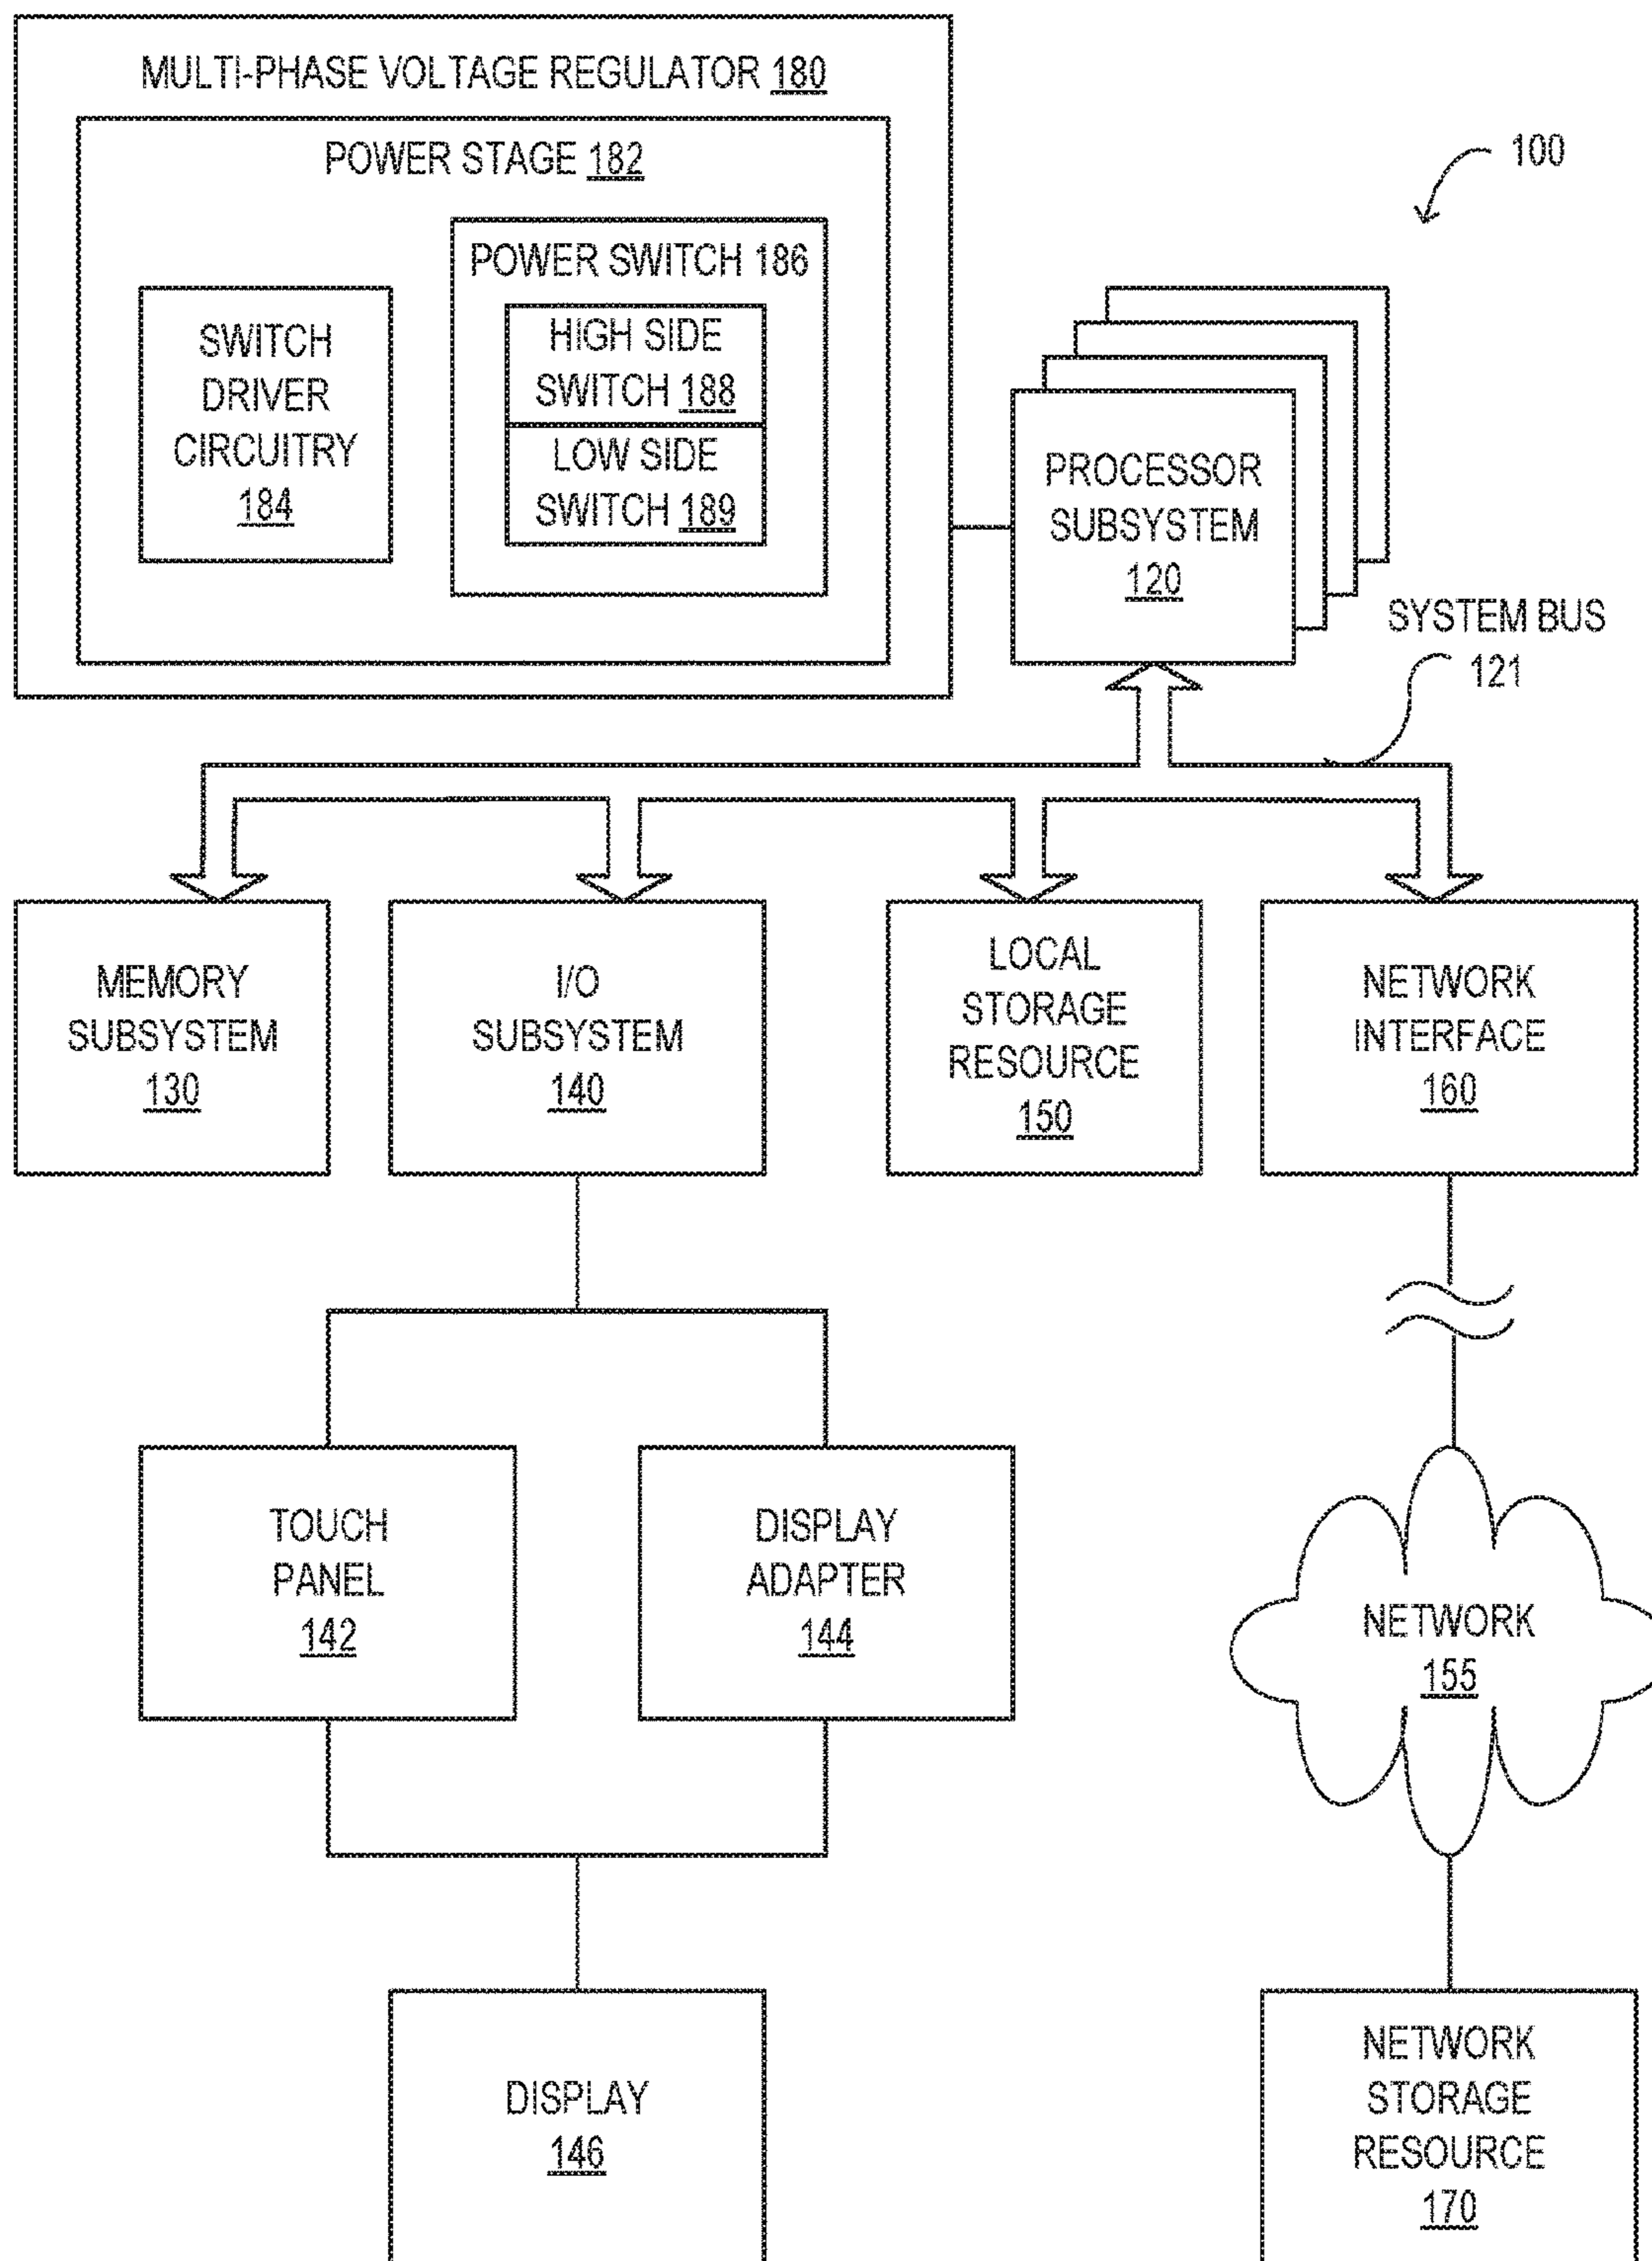 MULTI-PHASE VOLTAGE REGULATOR 180
POWER STAGE 182
100
POWER SWITCH 186
SWITCH
DRIVER
CIRCUITRY
184
HIGH SIDE
SWITCH 188
LOW SIDE
SWITCH 189
PROCESSOR
SUBSYSTEM
120
SYSTEM BUS
121
MEMORY
SUBSYSTEM
130
I/O
SUBSYSTEM
140
LOCAL
STORAGE
RESOURCE
150
NETWORK
INTERFACE
160
TOUCH
PANEL
142
DISPLAY
ADAPTER
144
NETWORK
155
DISPLAY
146
NETWORK
STORAGE
RESOURCE
170